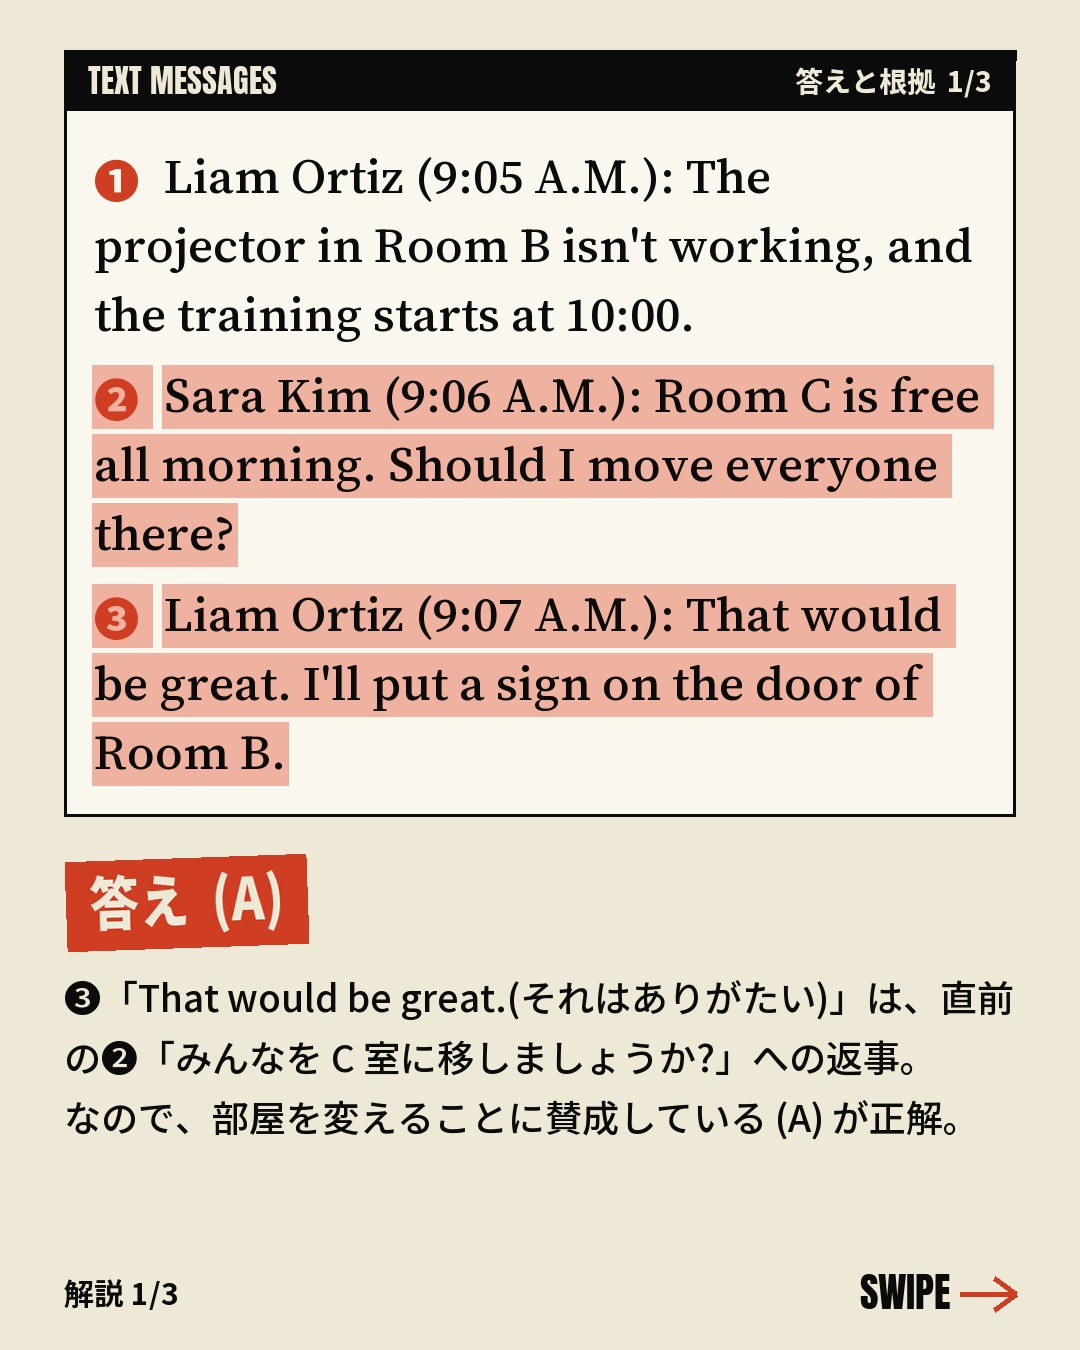 TEXT MESSAGES
答えと根拠 1/3
❶ Liam Ortiz (9:05 A.M.): The
projector in Room B isn't working, and
the training starts at 10:00.
❷ Sara Kim (9:06 A.M.): Room C is free
all morning. Should I move everyone
there?
❸ Liam Ortiz (9:07 A.M.): That would
be great. I'll put a sign on the door of
Room B.
答え (A)
❸「That would be great.(それはありがたい)」は、直前
の❷「みんなを C 室に移しましょうか?」への返事。
なので、部屋を変えることに賛成している (A) が正解。
解説 1/3
SWIPE →